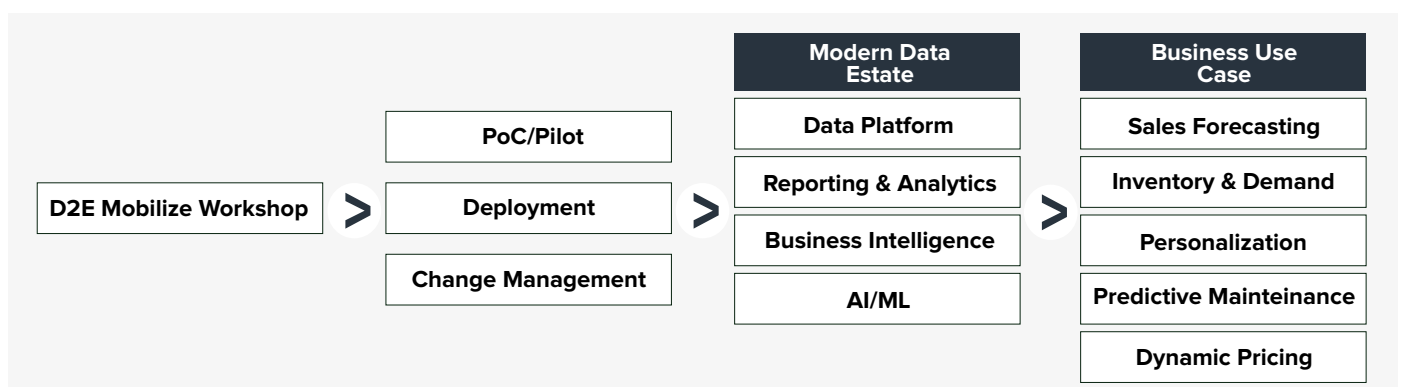 D2E Mobilize Workshop
>
PoC/Pilot
Deployment
Change Management
>
Modern Data
Estate
Data Platform
Reporting & Analytics
Business Intelligence
AI/ML
>
Business Use
Case
Sales Forecasting
Inventory & Demand
Personalization
Predictive Mainteinance
Dynamic Pricing